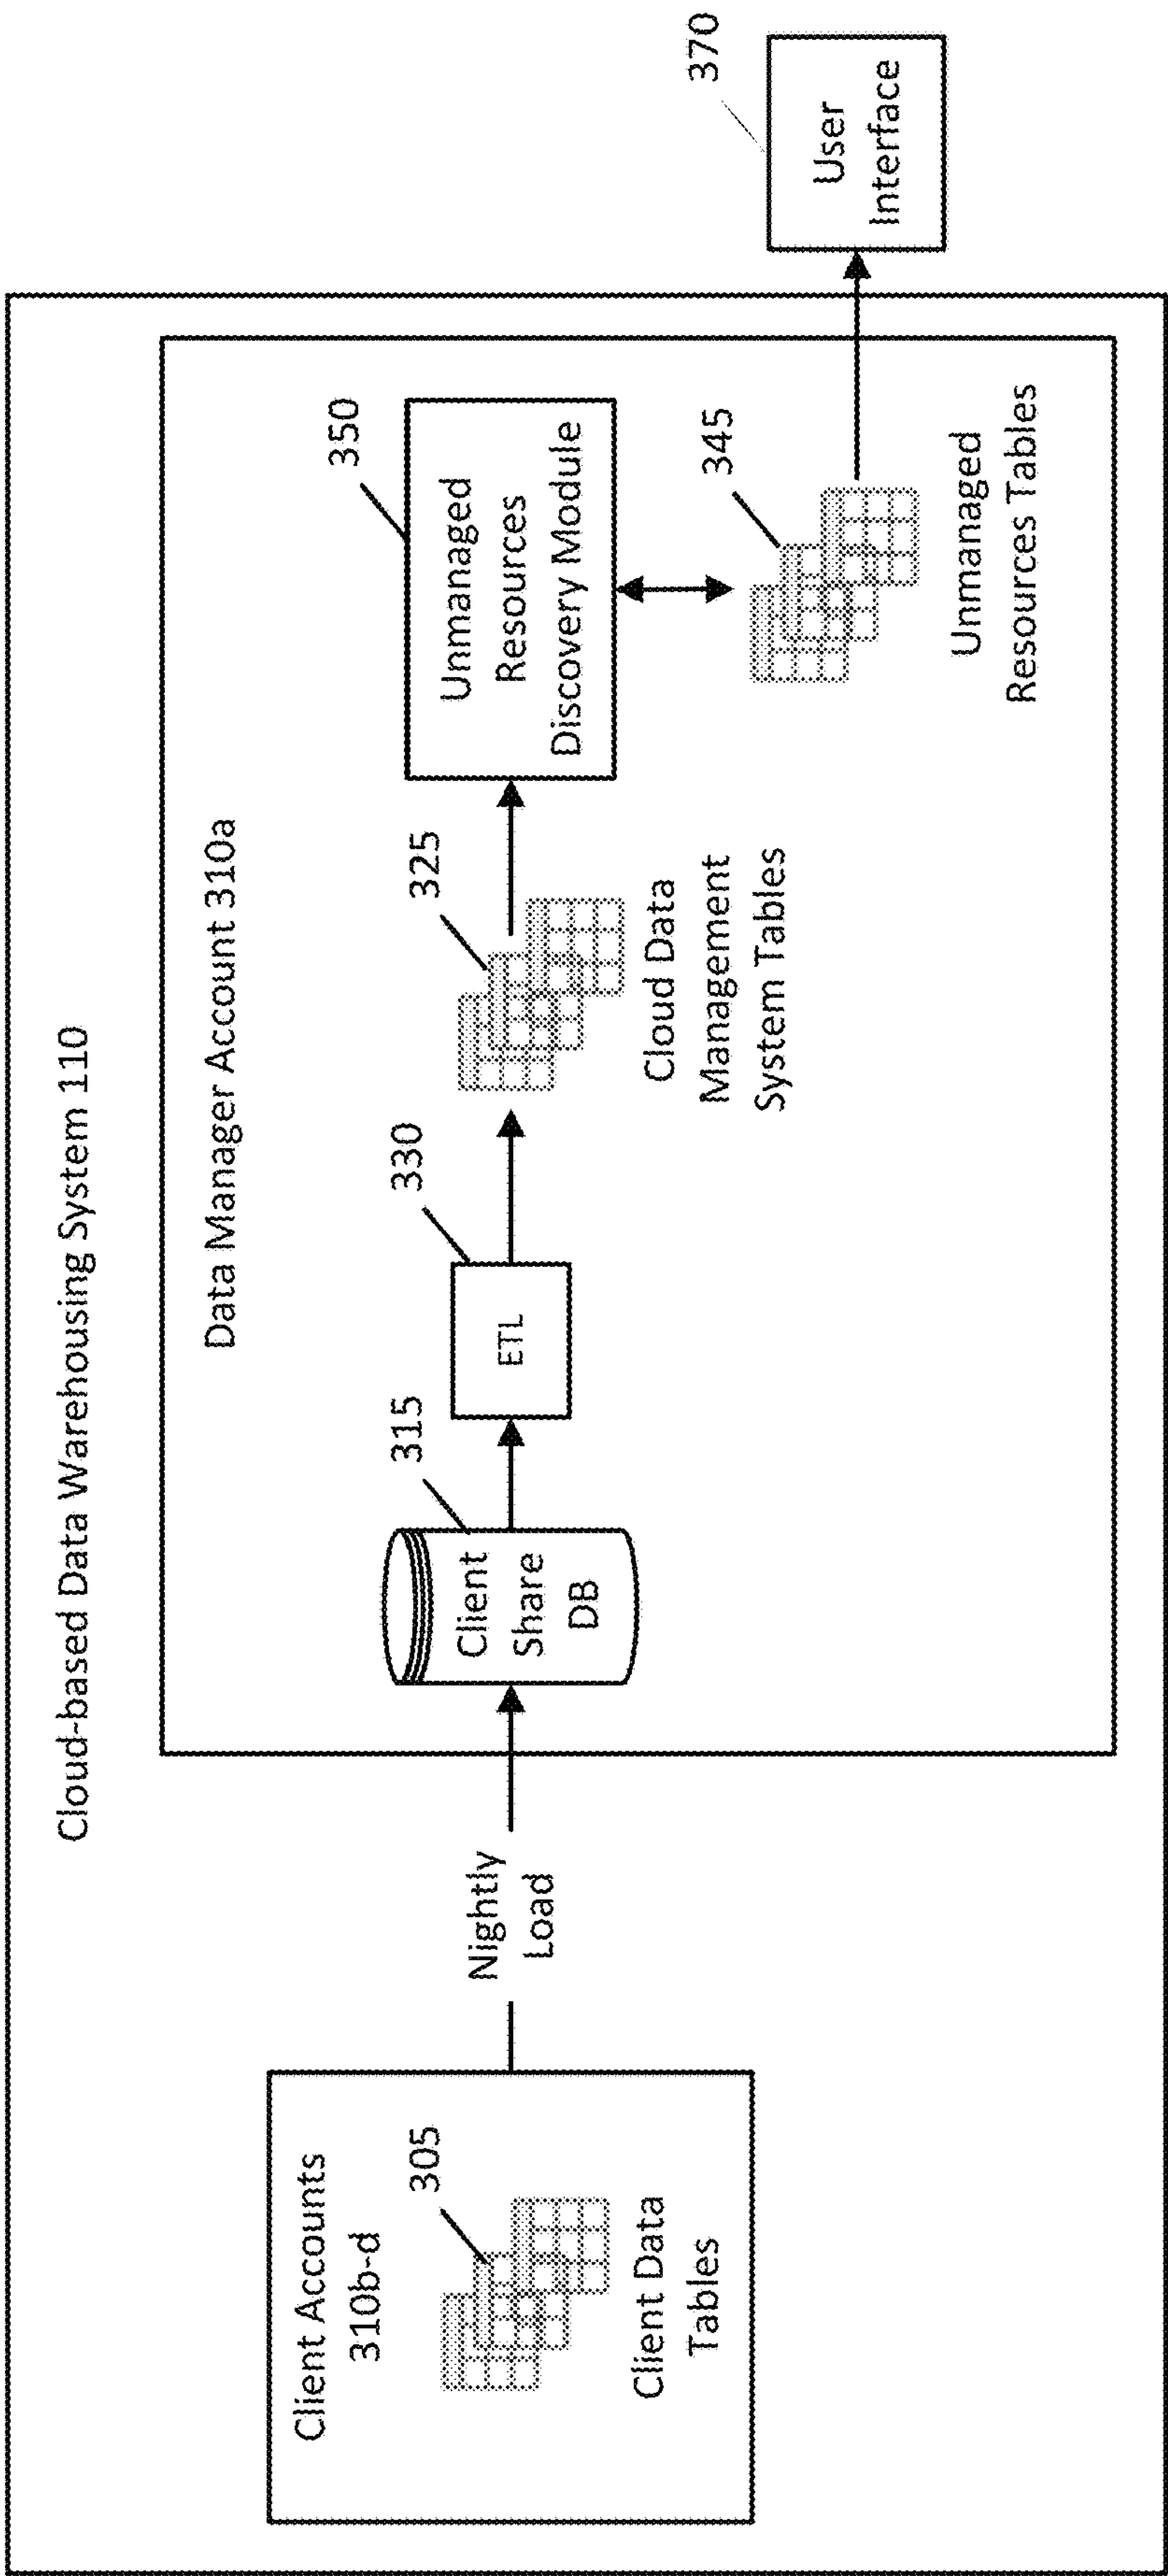 Cloud-based Data Warehousing System 110
Client Accounts
310b-d
305
Client Data
Tables
Nightly
Load
Data Manager Account 310a
315
Client
Share
DB
330
ETL
325
Cloud Data
Management
System Tables
350
Unmanaged
Resources
Discovery Module
345
Unmanaged
Resources Tables
370
User
Interface